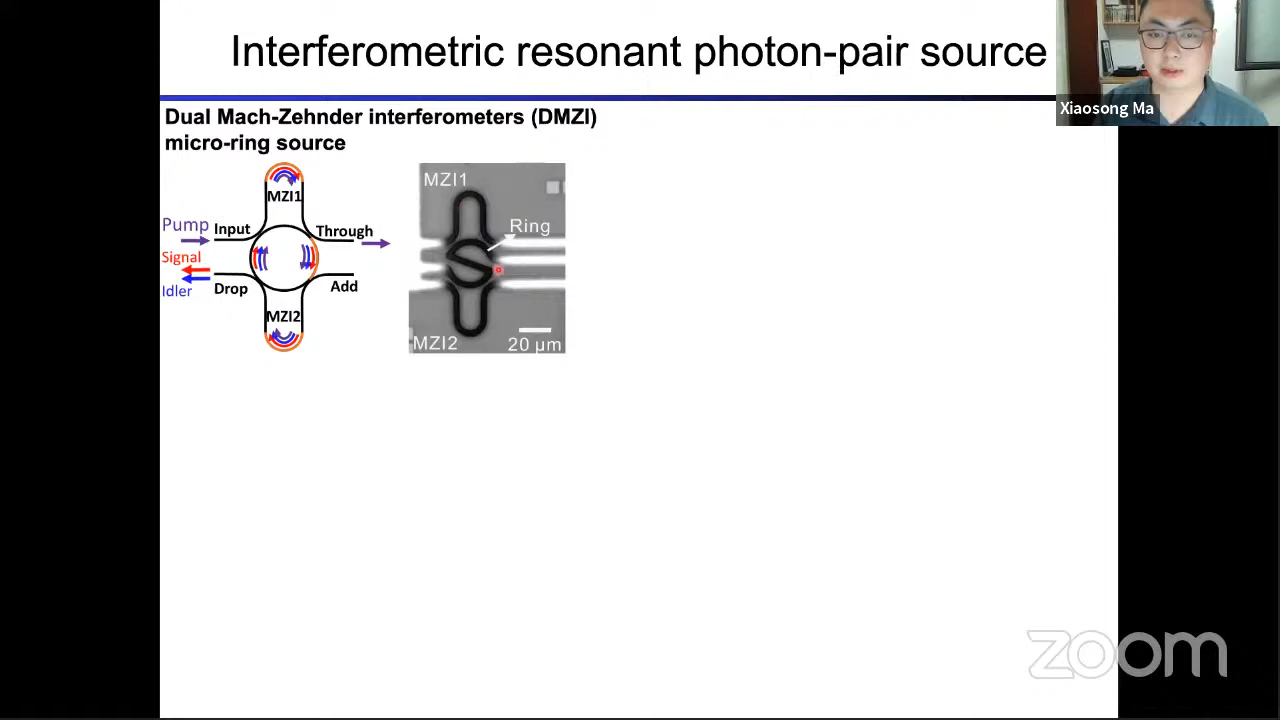 Interferometric resonant photon-pair source
Xiaosong Ma
Dual Mach-Zehnder interferometers (DMZI)
micro-ring source
MZI1
Pump
Input
Through
Signal
Idler
Drop
Add
MZI2
MZI1
Ring
MZI2
20 µm
zoom